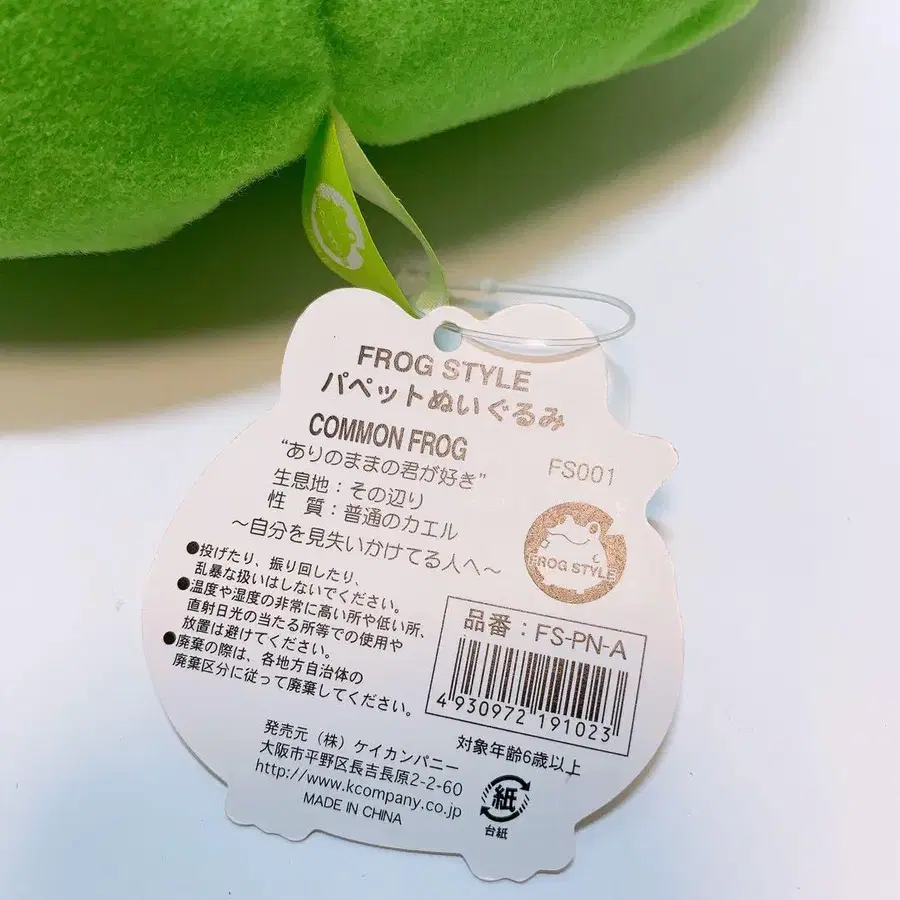 FROG STYLE
パペットぬいぐるみ
COMMON FROG
“ありのままの君が好き”
FS001
生息地：その辺り
性　質：普通のカエル
～自分を見失いかけてる人へ～
FROG STYLE
●投げたり、振り回したり、
乱暴な扱いはしないでください。
●温度や湿度の非常に高い所や低い所、
直射日光の当たる所等での使用や
放置は避けてください。
●廃棄の際は、各地方自治体の
廃棄区分に従って廃棄してください。
品番：FS-PN-A
4 930972 191023
対象年齢6歳以上
発売元（株）ケイカンパニー
大阪市平野区長吉長原2-2-60
http://www.kcompany.co.jp
MADE IN CHINA
紙
台紙